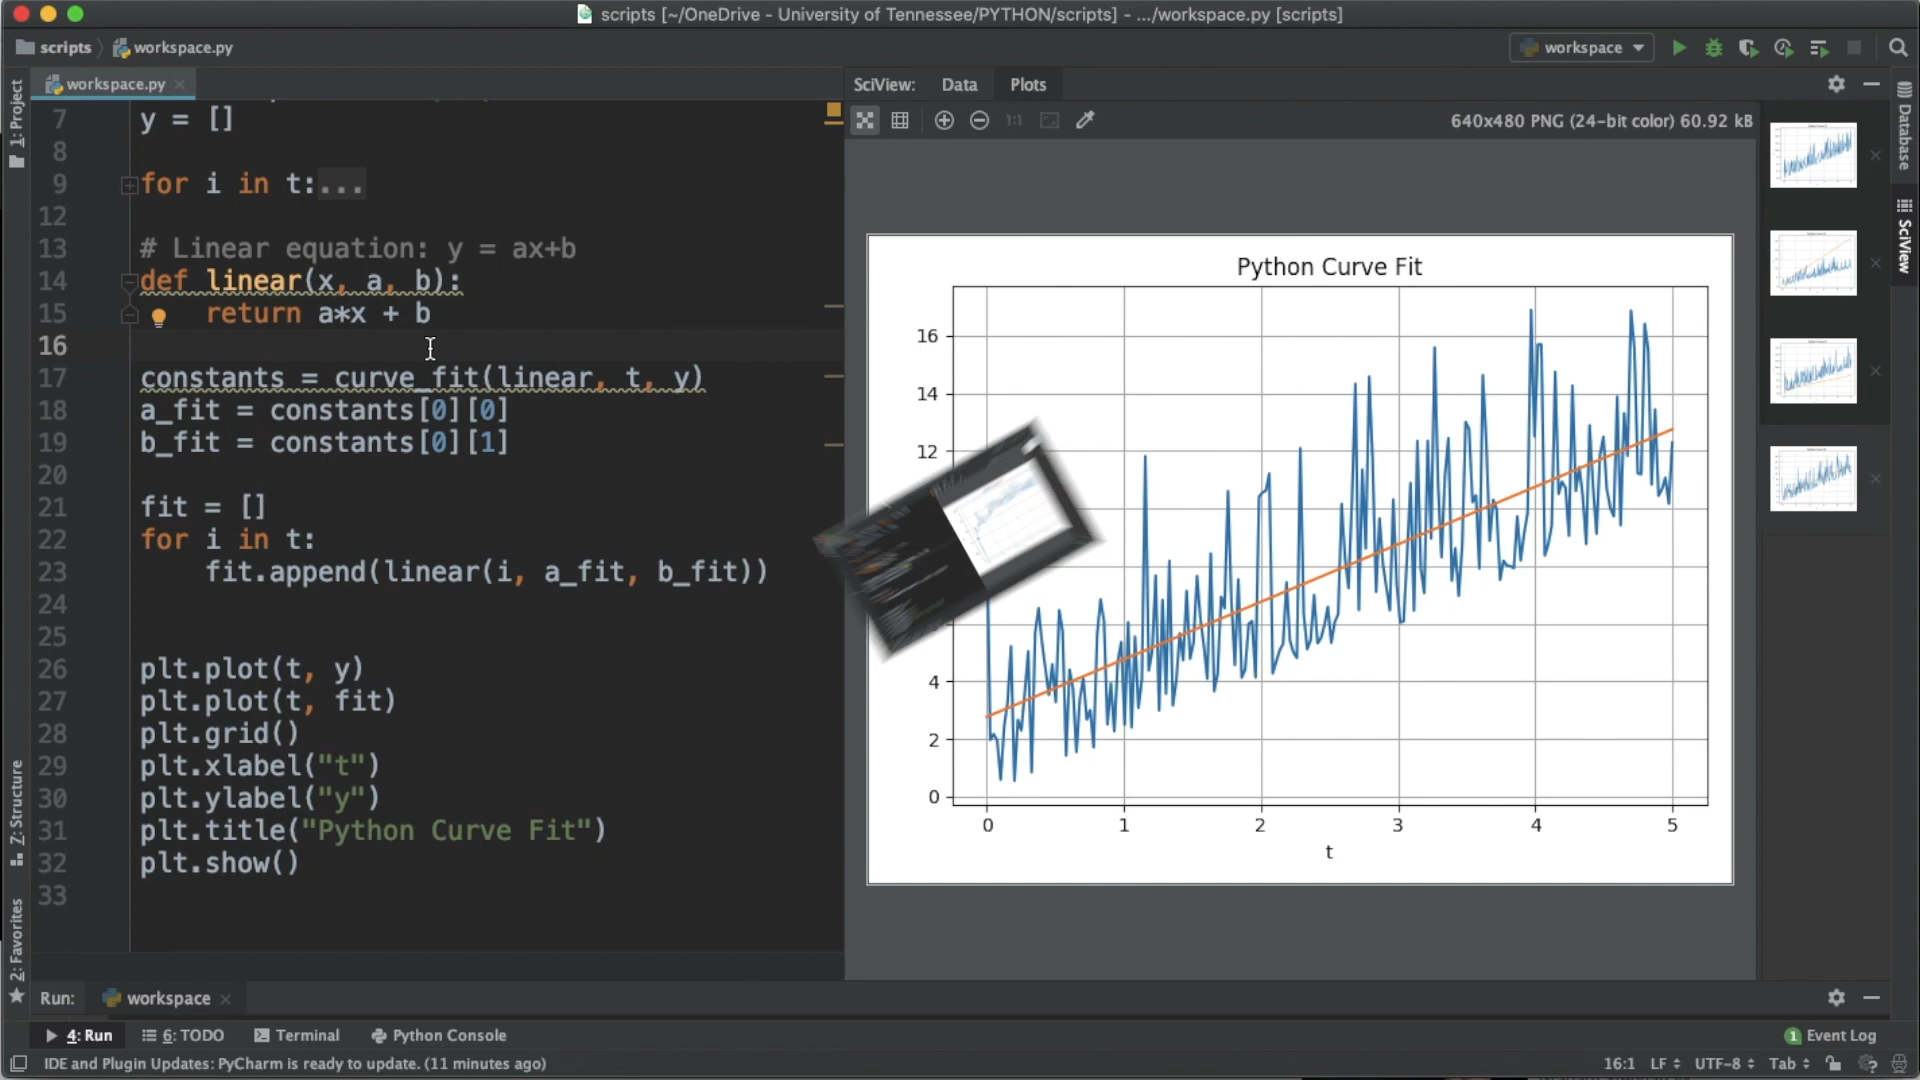 scripts [~/OneDrive - University of Tennessee/PYTHON/scripts] - .../workspace.py [scripts]
scripts workspace.py
workspace
1: Project
workspace.py
SciView: Data Plots
1:1
640x480 PNG (24-bit color) 60.92 kB
Database
SciView
7 y = []
8
9 for i in t:...
12
13 # Linear equation: y = ax+b
14 def linear(x, a, b):
15 return a*x + b
16
17 constants = curve_fit(linear, t, y)
18 a_fit = constants[0][0]
19 b_fit = constants[0][1]
20
21 fit = []
22 for i in t:
23 fit.append(linear(i, a_fit, b_fit))
24
25
26 plt.plot(t, y)
27 plt.plot(t, fit)
28 plt.grid()
29 plt.xlabel("t")
30 plt.ylabel("y")
31 plt.title("Python Curve Fit")
32 plt.show()
33
Python Curve Fit
16
14
12
4
2
0
0 1 2 3 4 5
t
Z: Structure
2: Favorites
Run: workspace
4: Run 6: TODO Terminal Python Console
1 Event Log
IDE and Plugin Updates: PyCharm is ready to update. (11 minutes ago)
16:1 LF UTF-8 Tab